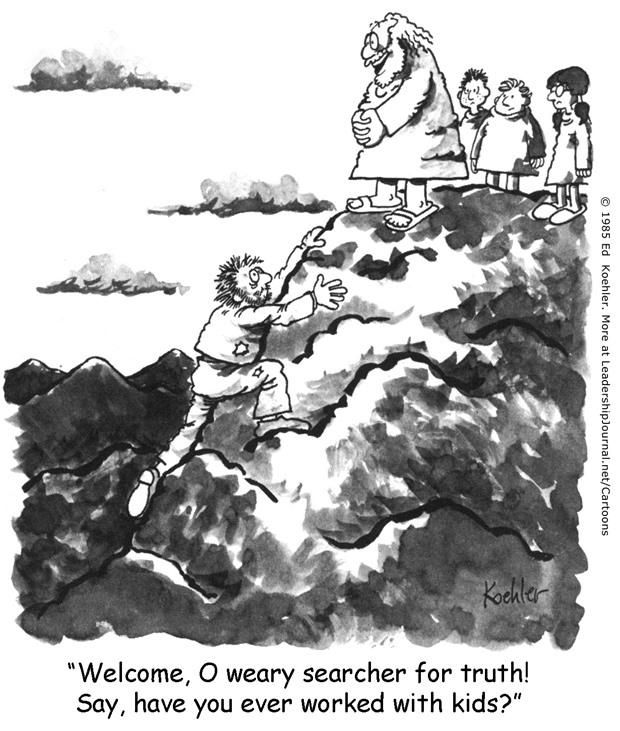 © 1985 Ed Koehler. More at LeadershipJournal.net/Cartoons
Koehler
“Welcome, O weary searcher for truth!
Say, have you ever worked with kids?”